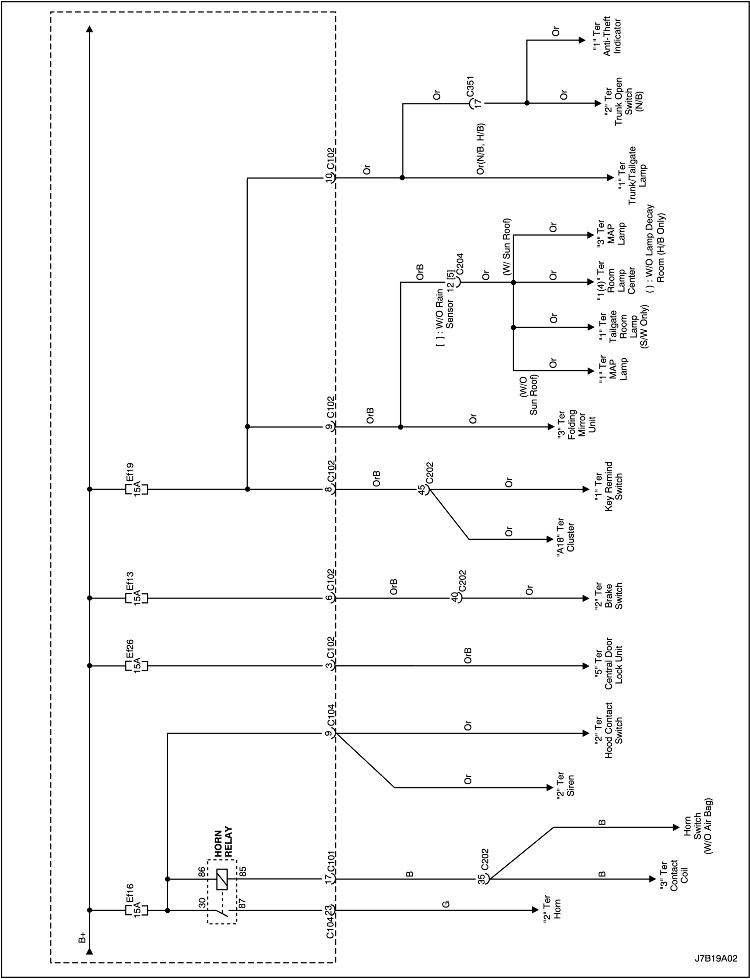 B+
Ef16
15A
HORN
RELAY
30
86
87
85
C104
23
G
"2" Ter
Horn
17
C101
B
35
C202
B
"3" Ter
Contact
Coil
B
Horn
Switch
(W/O Air Bag)
9
C104
Or
"2" Ter
Siren
Or
"2" Ter
Hood Contact
Switch
Ef26
15A
3
C102
OrB
"5" Ter
Central Door
Lock Unit
Ef13
15A
6
C102
OrB
40
C202
Or
"2" Ter
Brake
Switch
Ef19
15A
8
C102
OrB
45
C202
Or
"A18" Ter
Cluster
Or
"1" Ter
Key Remind
Switch
9
C102
OrB
Or
"3" Ter
Folding
Mirror
Unit
OrB
[ ] : W/O Rain
Sensor
12 [5]
C204
Or
(W/O
Sun Roof)
(W/ Sun Roof)
Or
"1" Ter
MAP
Lamp
Or
"1" Ter
Tailgate
Room
Lamp
(S/W Only)
Or
"1(4)" Ter
Room
Lamp
Center
Or
"3" Ter
MAP
Lamp
( ) : W/O Lamp Decay
Room (H/B Only)
10
C102
Or
Or(N/B, H/B)
"1" Ter
Trunk/Tailgate
Lamp
Or
17
C351
Or
"2" Ter
Trunk Open
Switch
(N/B)
Or
"1" Ter
Anti-Theft
Indicator
J7B19A02